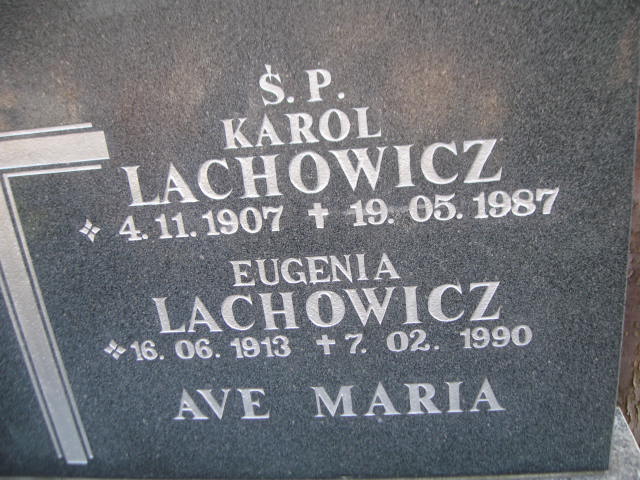 Ś.P.
KAROL
LACHOWICZ
4.11.1907 ✝ 19.05.1987
EUGENIA
LACHOWICZ
16.06.1913 ✝ 7.02.1990
AVE MARIA